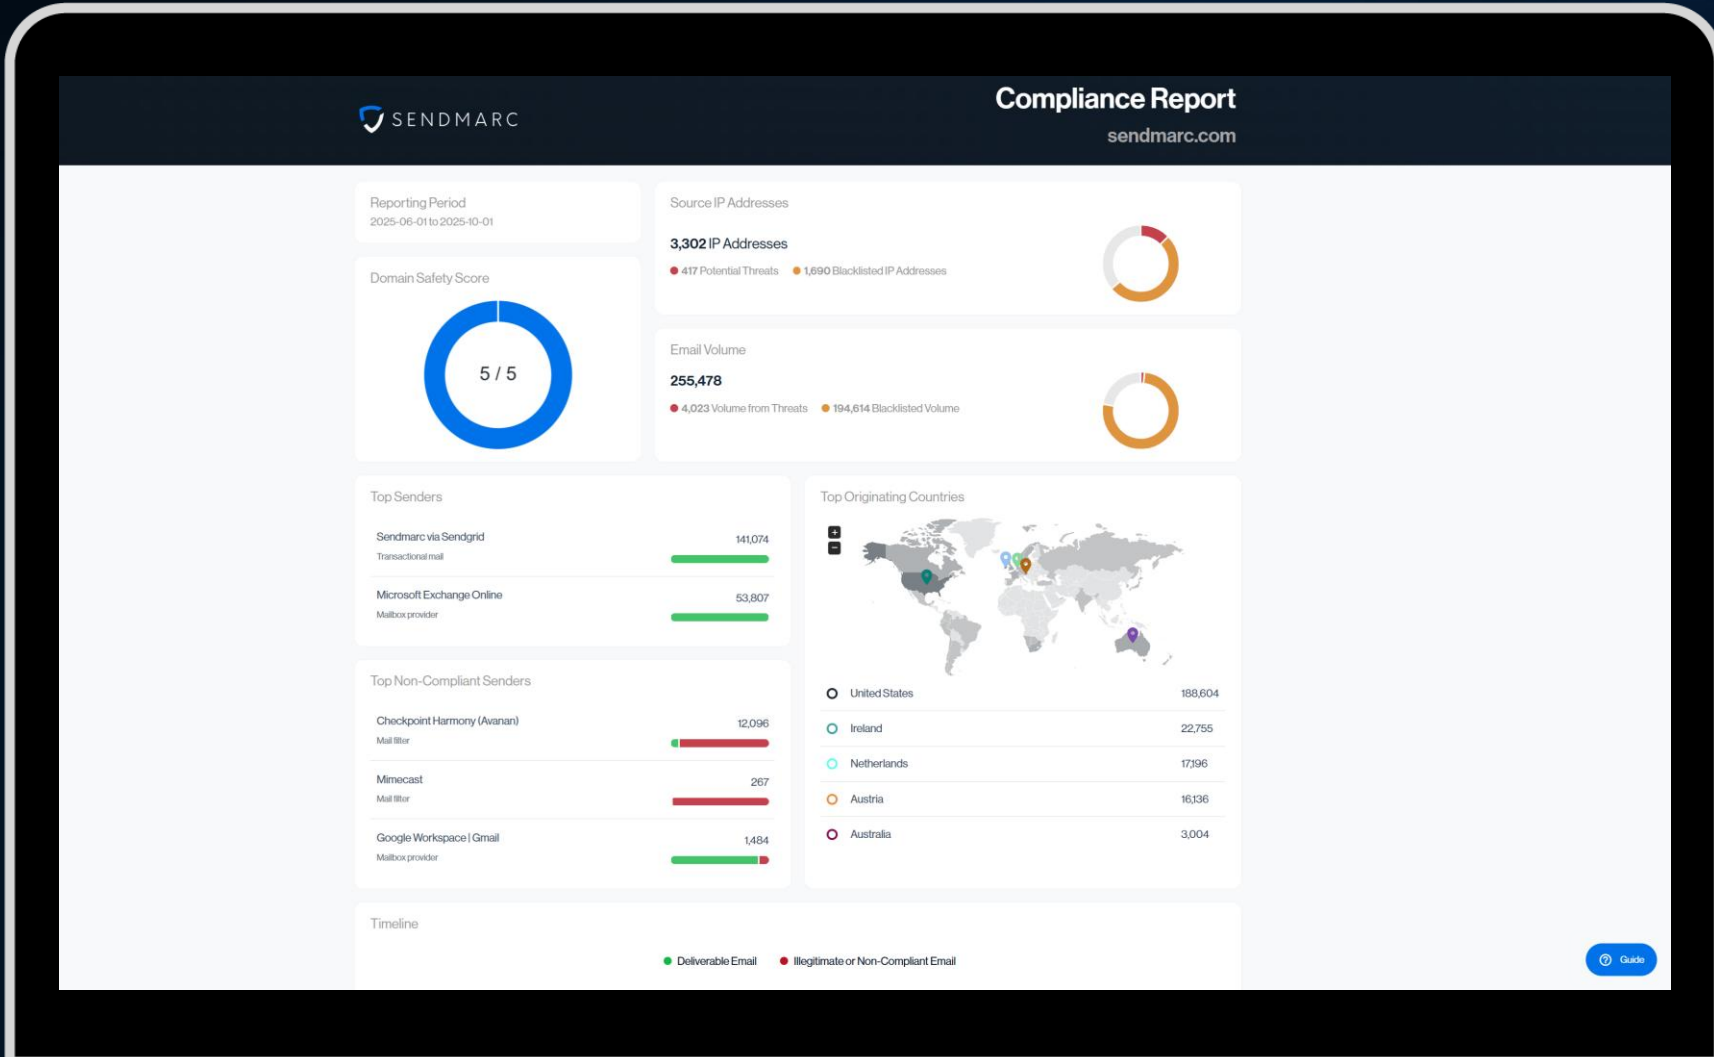 SENDMARC
Compliance Report
sendmarc.com
Reporting Period
2025-06-01 to 2025-10-01
Domain Safety Score
5 / 5
Source IP Addresses
3,302 IP Addresses
417 Potential Threats 1,690 Blacklisted IP Addresses
Email Volume
255,478
4,023 Volume from Threats 194,614 Blacklisted Volume
Top Senders
Sendmarc via Sendgrid 141,074
Transactional mail
Microsoft Exchange Online 53,807
Mailbox provider
Top Non-Compliant Senders
Checkpoint Harmony (Avanan) 12,096
Mail filter
Mimecast 267
Mail filter
Google Workspace | Gmail 1,484
Mailbox provider
Top Originating Countries
+
−
United States 188,604
Ireland 22,755
Netherlands 17,196
Austria 16,136
Australia 3,004
Timeline
Deliverable Email Illegitimate or Non-Compliant Email
? Guide